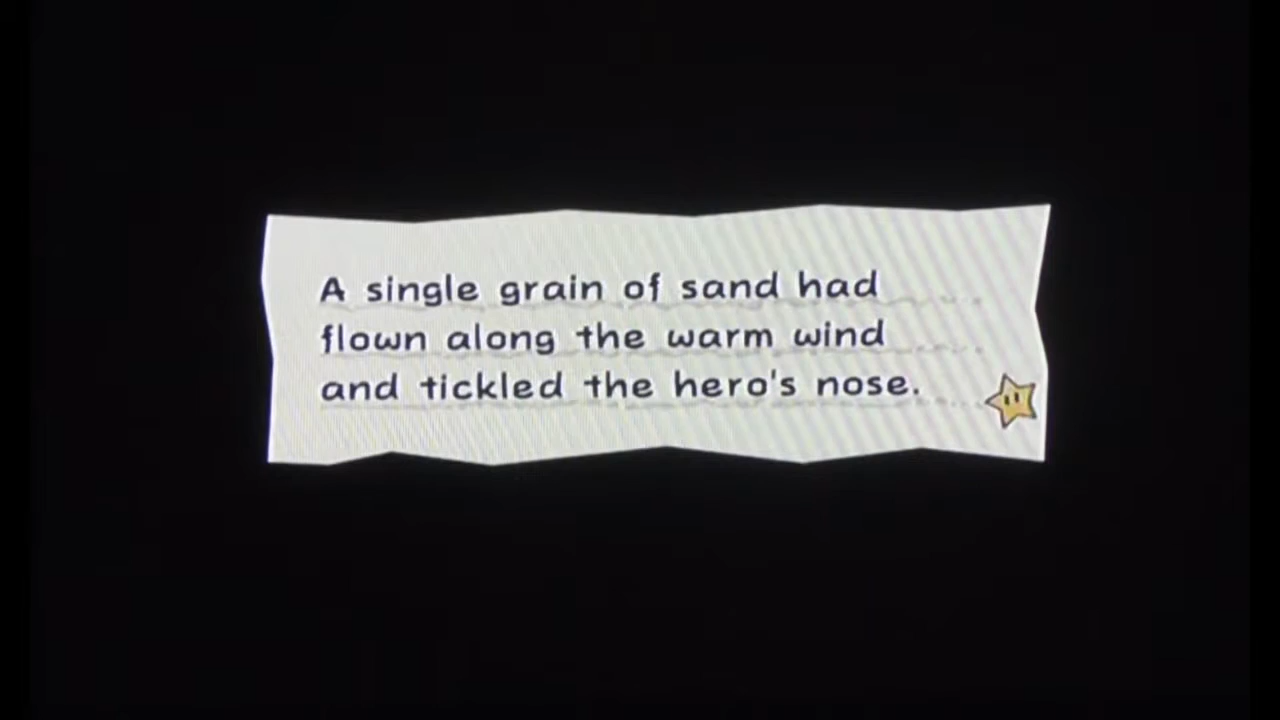 A single grain of sand had
flown along the warm wind
and tickled the hero's nose.